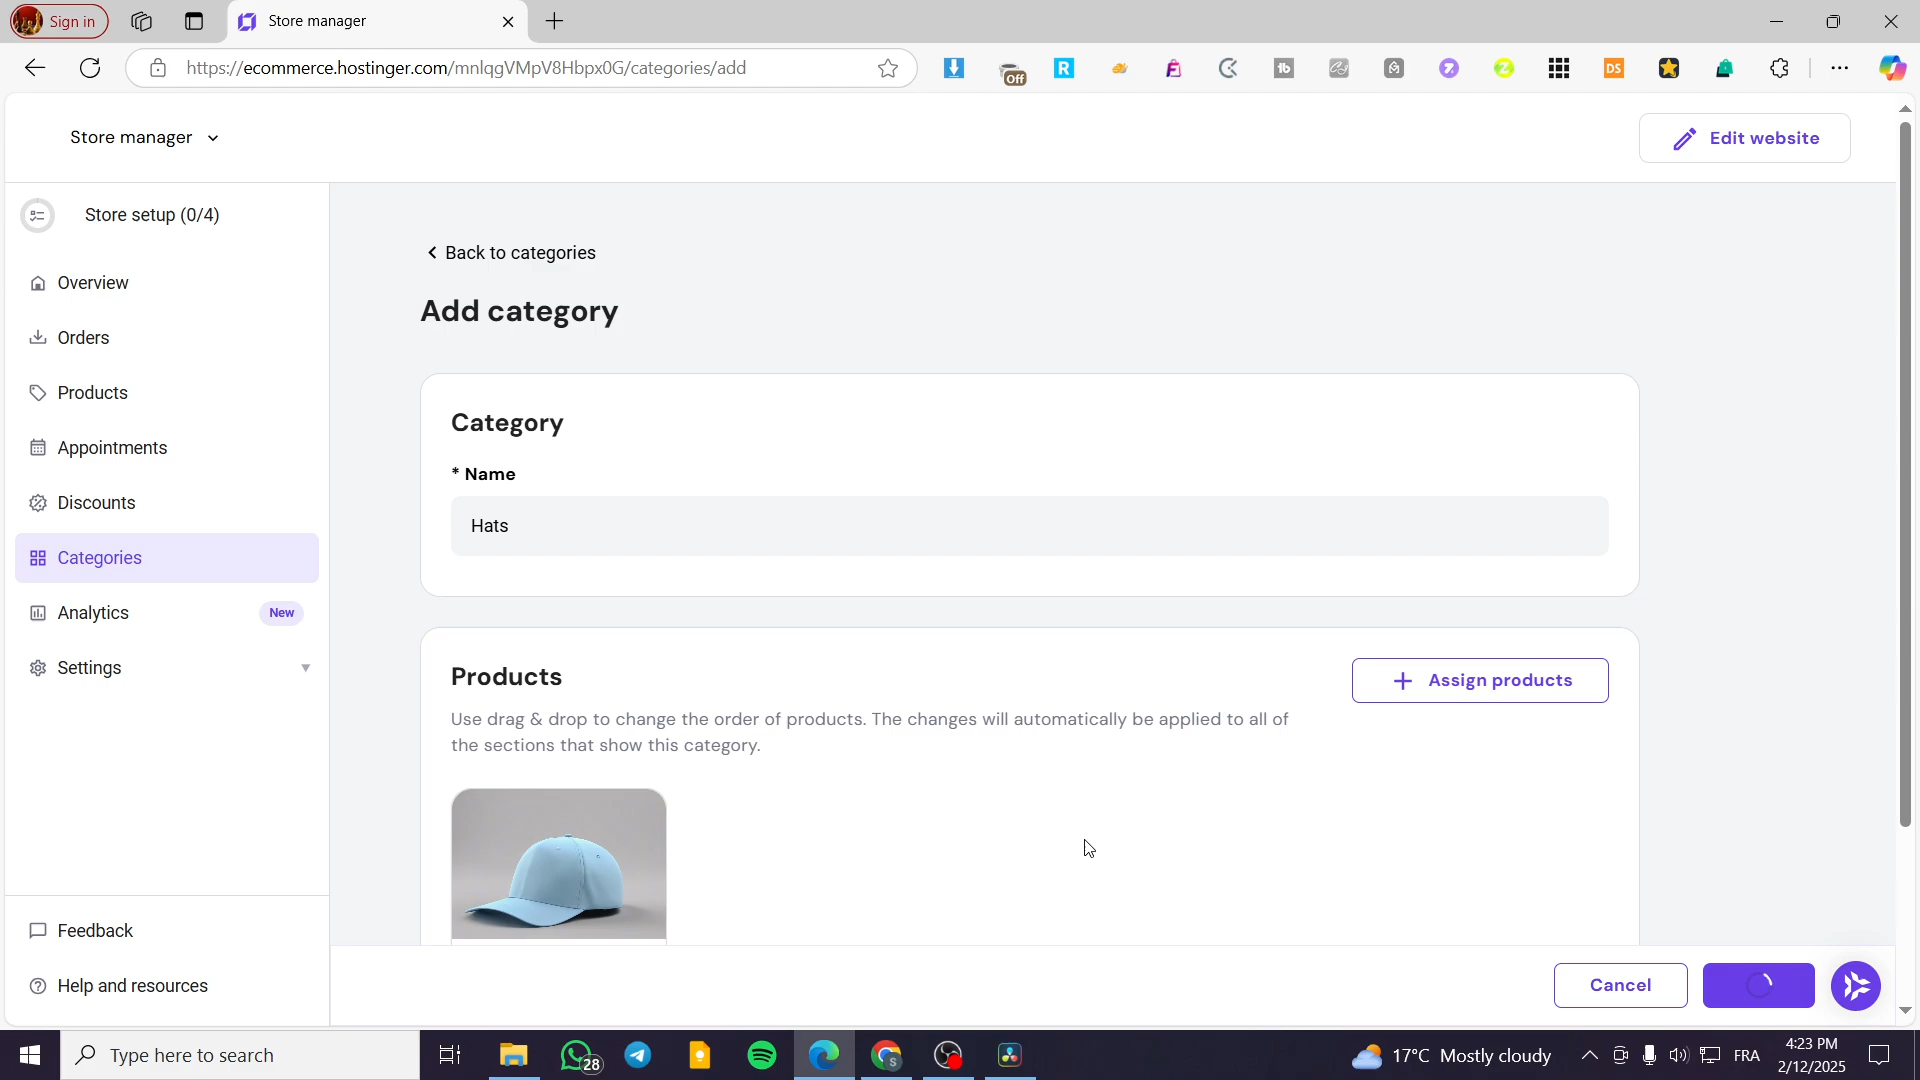 Sign in
Store manager
https://ecommerce.hostinger.com/mnlqgVMpV8Hbpx0G/categories/add
Off
R
tb
DS
Store manager
Edit website
Store setup (0/4)
Overview
Orders
Products
Appointments
Discounts
Categories
Analytics
New
Settings
Feedback
Help and resources
Back to categories
Add category
Category
* Name
Hats
Products
Assign products
Use drag & drop to change the order of products. The changes will automatically be applied to all of
the sections that show this category.
Cancel
Type here to search
28
S
17°C Mostly cloudy
FRA
4:23 PM
2/12/2025